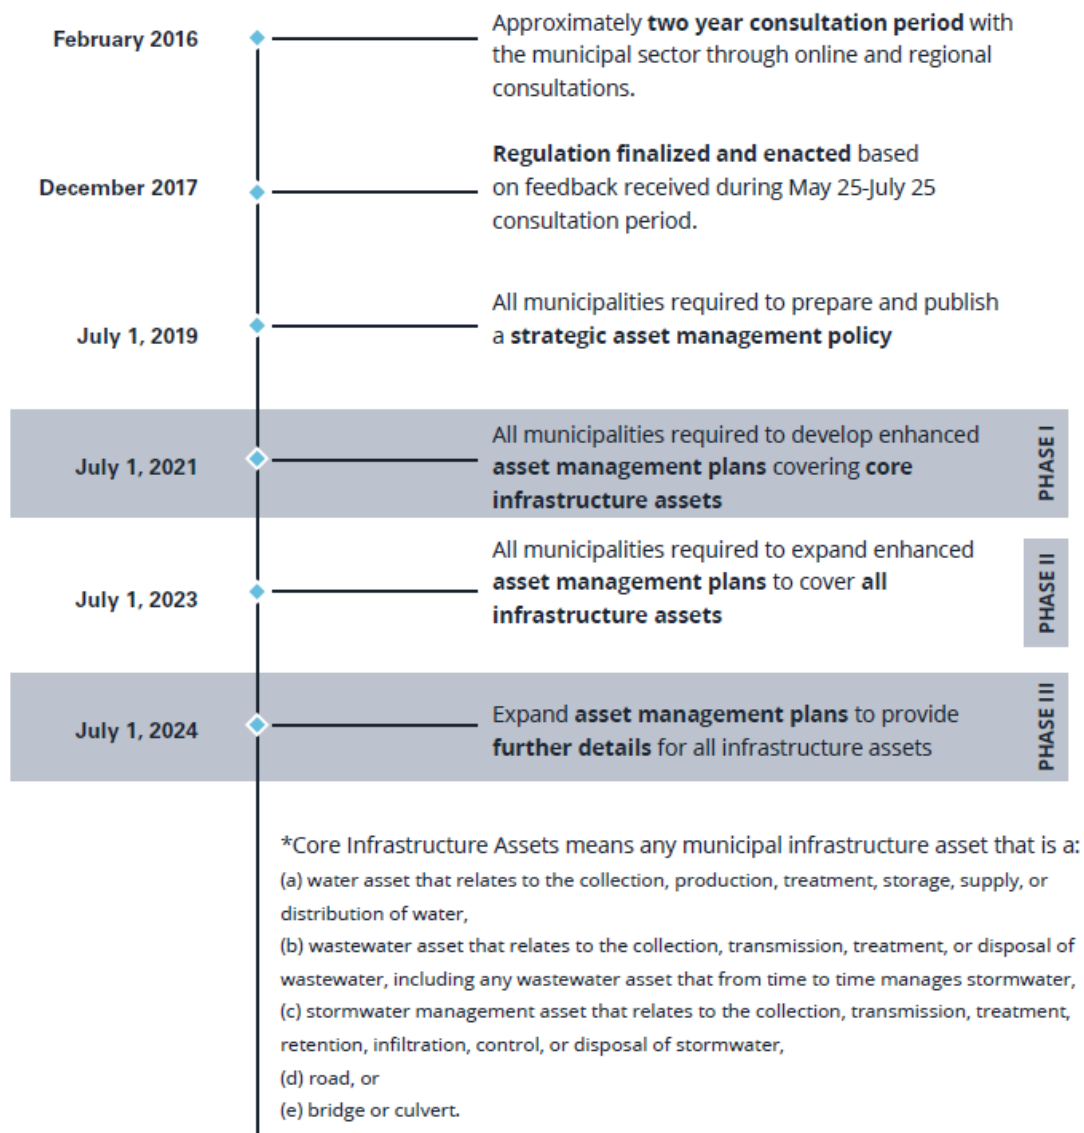 February 2016
Approximately two year consultation period with
the municipal sector through online and regional
consultations.
December 2017
Regulation finalized and enacted based
on feedback received during May 25-July 25
consultation period.
July 1, 2019
All municipalities required to prepare and publish
a strategic asset management policy
July 1, 2021
All municipalities required to develop enhanced
asset management plans covering core
infrastructure assets
PHASE I
July 1, 2023
All municipalities required to expand enhanced
asset management plans to cover all
infrastructure assets
PHASE II
July 1, 2024
Expand asset management plans to provide
further details for all infrastructure assets
PHASE III
*Core Infrastructure Assets means any municipal infrastructure asset that is a:
(a) water asset that relates to the collection, production, treatment, storage, supply, or
distribution of water,
(b) wastewater asset that relates to the collection, transmission, treatment, or disposal of
wastewater, including any wastewater asset that from time to time manages stormwater,
(c) stormwater management asset that relates to the collection, transmission, treatment,
retention, infiltration, control, or disposal of stormwater,
(d) road, or
(e) bridge or culvert.